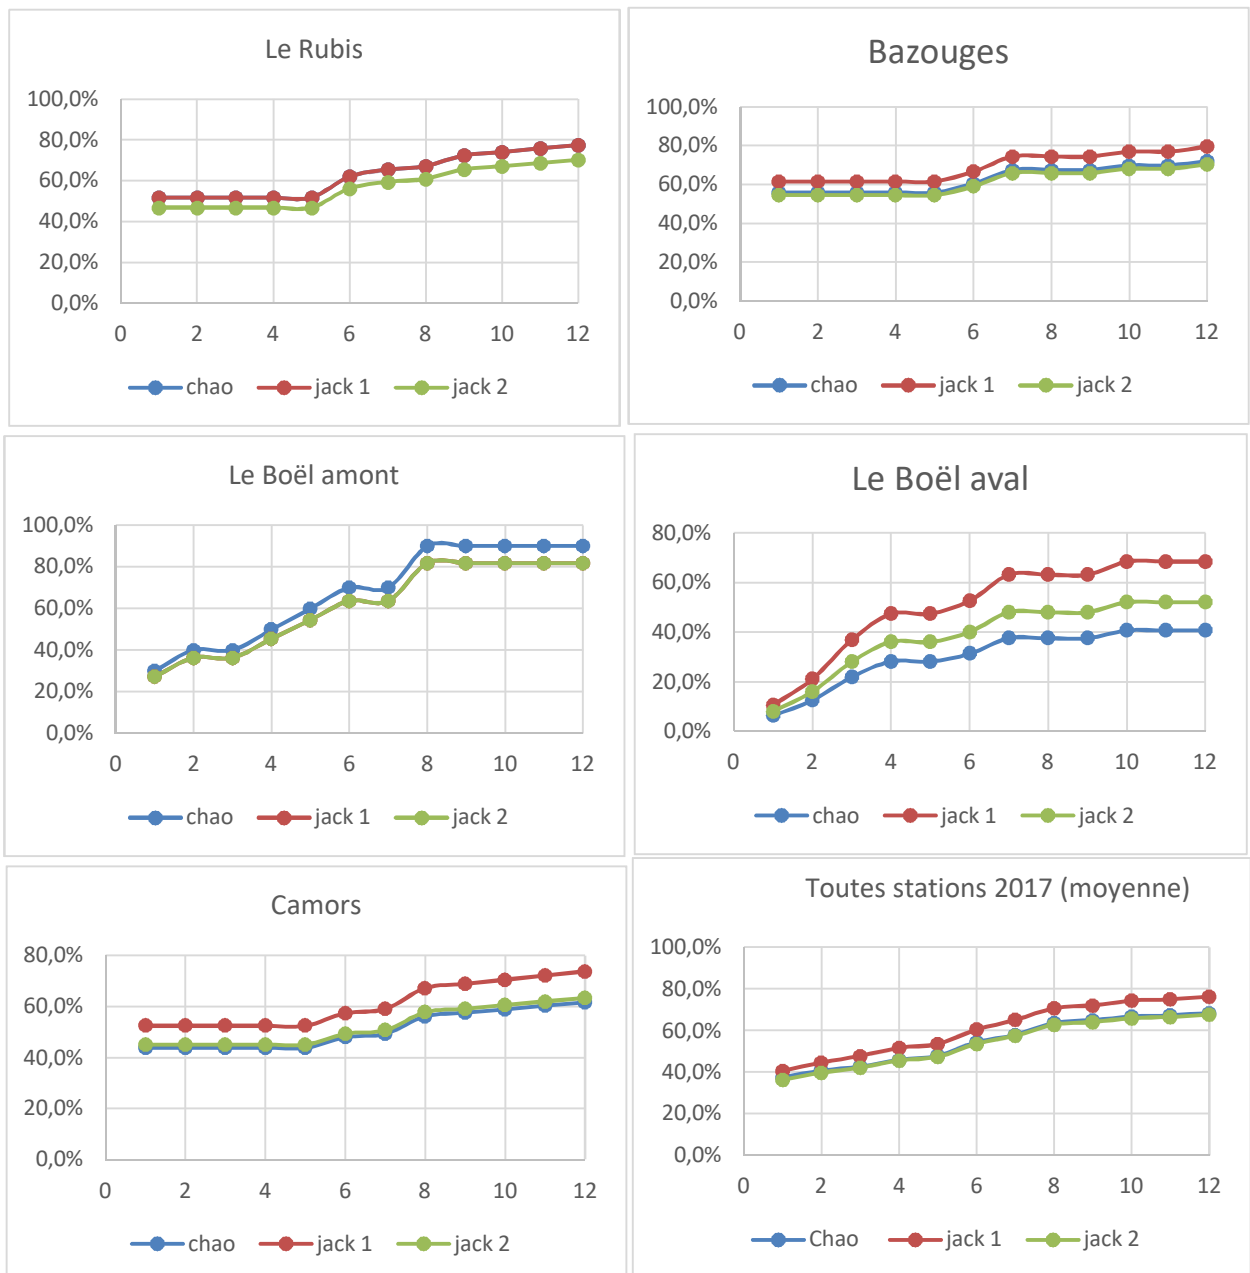 Le Rubis
100,0%
80,0%
60,0%
40,0%
20,0%
0,0%
0 2 4 6 8 10 12
chao jack 1 jack 2
Bazouges
100,0%
80,0%
60,0%
40,0%
20,0%
0,0%
0 2 4 6 8 10 12
chao jack 1 jack 2
Le Boël amont
100,0%
80,0%
60,0%
40,0%
20,0%
0,0%
0 2 4 6 8 10 12
chao jack 1 jack 2
Le Boël aval
80,0%
60,0%
40,0%
20,0%
0,0%
0 2 4 6 8 10 12
chao jack 1 jack 2
Camors
80,0%
60,0%
40,0%
20,0%
0,0%
0 2 4 6 8 10 12
chao jack 1 jack 2
Toutes stations 2017 (moyenne)
100,0%
80,0%
60,0%
40,0%
20,0%
0,0%
0 2 4 6 8 10 12
Chao jack 1 jack 2